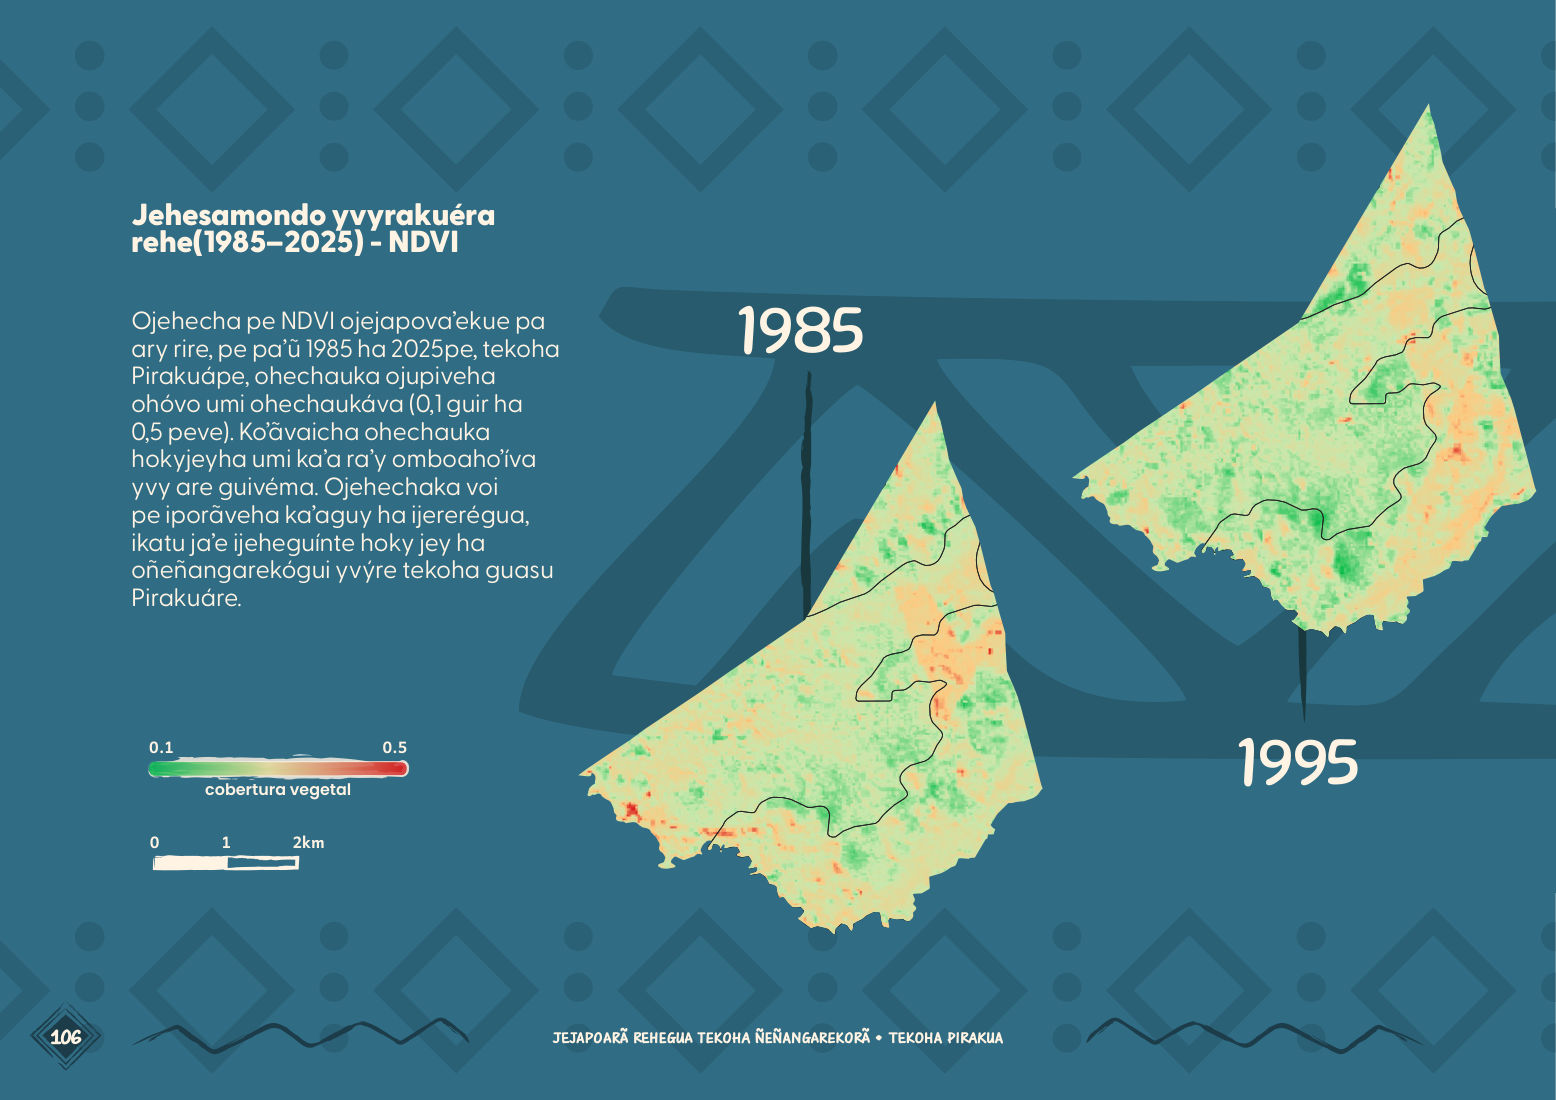 Jehesamondo yvyrakuéra
rehe(1985–2025) - NDVI
Ojehecha pe NDVI ojejapova’ekue pa
ary rire, pe pa’ũ 1985 ha 2025pe, tekoha
Pirakuápe, ohechauka ojupiveha
ohóvo umi ohechaukáva (0,1 guir ha
0,5 peve). Ko’ãvaicha ohechauka
hokyjeyha umi ka’a ra’y omboaho’íva
yvy are guivéma. Ojehechaka voi
pe iporãveha ka’aguy ha ijererégua,
ikatu ja’e ijeheguínte hoky jey ha
oñeñangarekógui yvýre tekoha guasu
Pirakuáre.
1985
1995
0.1 0.5
cobertura vegetal
0 1 2km
106
JEJAPOARÃ REHEGUA TEKOHA ÑEÑANGAREKORÃ • TEKOHA PIRAKUA